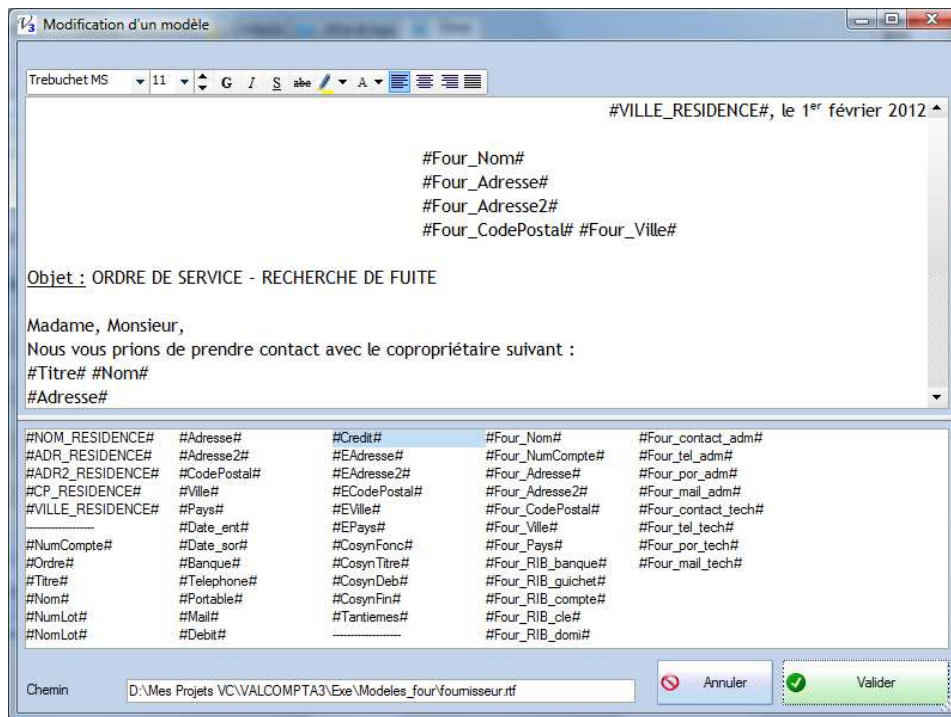 V3 Modification d'un modèle
Trebuchet MS 11 G I S abc A
#VILLE_RESIDENCE#, le 1er février 2012
#Four_Nom#
#Four_Adresse#
#Four_Adresse2#
#Four_CodePostal# #Four_Ville#
Objet : ORDRE DE SERVICE - RECHERCHE DE FUITE
Madame, Monsieur,
Nous vous prions de prendre contact avec le copropriétaire suivant :
#Titre# #Nom#
#Adresse#
#NOM_RESIDENCE# #Adresse# #Credit# #Four_Nom# #Four_contact_adm#
#ADR_RESIDENCE# #Adresse2# #EAdresse# #Four_NumCompte# #Four_tel_adm#
#ADR2_RESIDENCE# #CodePostal# #EAdresse2# #Four_Adresse# #Four_por_adm#
#CP_RESIDENCE# #Ville# #ECodePostal# #Four_Adresse2# #Four_mail_adm#
#VILLE_RESIDENCE# #Pays# #EVille# #Four_CodePostal# #Four_contact_tech#
------------------- #Date_ent# #EPays# #Four_Ville# #Four_tel_tech#
#NumCompte# #Date_sor# #CosynFonc# #Four_Pays# #Four_por_tech#
#Ordre# #Banque# #CosynTitre# #Four_RIB_banque# #Four_mail_tech#
#Titre# #Telephone# #CosynDeb# #Four_RIB_guichet#
#Nom# #Portable# #CosynFin# #Four_RIB_compte#
#NumLot# #Mail# #Tantiemes# #Four_RIB_cle#
#NomLot# #Debit# ------------------- #Four_RIB_domi#
Chemin D:\Mes Projets VC\VALCOMPTA3\Exe\Modeles_four\fournisseur.rtf Annuler Valider